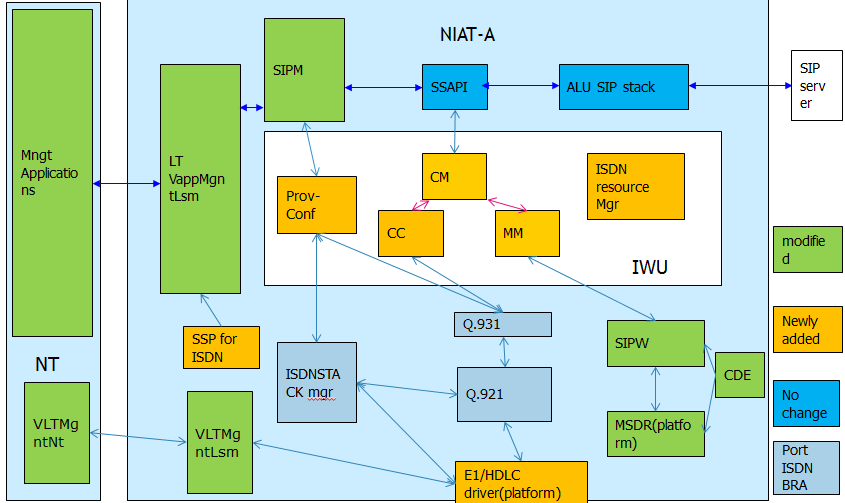 NIAT-A
Mngt
Applicatio
ns
NT
VLTMg
ntNt
LT
VappMgn
tLsm
SIPM
SSAPI
ALU SIP stack
SIP
serv
er
Prov-
Conf
CM
CC
MM
ISDN
resource
Mgr
IWU
SSP for
ISDN
ISDNSTA
CK mgr
Q.931
Q.921
SIPW
MSDR(platfo
rm)
CDE
VLTMg
ntLsm
E1/HDLC
driver(platform)
modifie
d
Newly
added
No
change
Port
ISDN
BRA